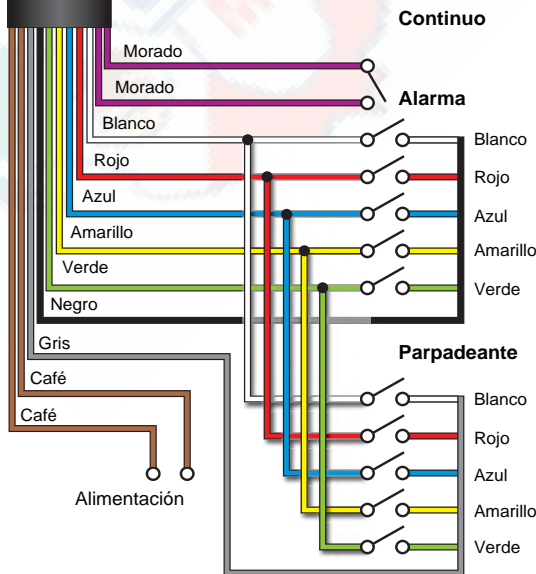 Continuo
Morado
Morado
Alarma
Blanco
Blanco
Rojo
Rojo
Azul
Azul
Amarillo
Amarillo
Verde
Verde
Negro
Gris
Parpadeante
Café
Blanco
Café
Rojo
Azul
Alimentación
Amarillo
Verde